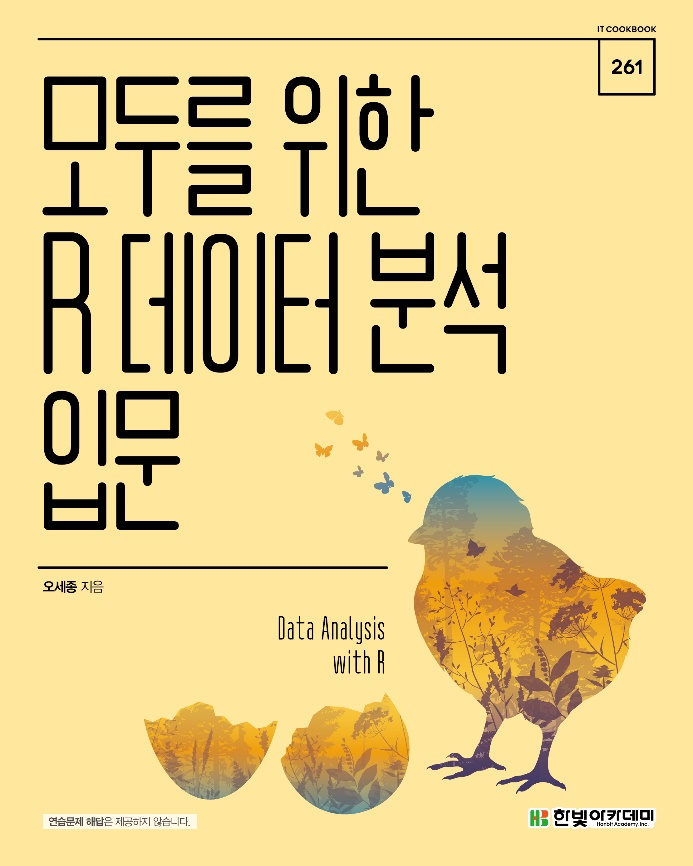 IT COOKBOOK
261
모두를 위한
R 데이터 분석
입문
오세종 지음
Data Analysis
with R
연습문제 해답은 제공하지 않습니다.
HB 한빛아카데미
Hanbit Academy, Inc.